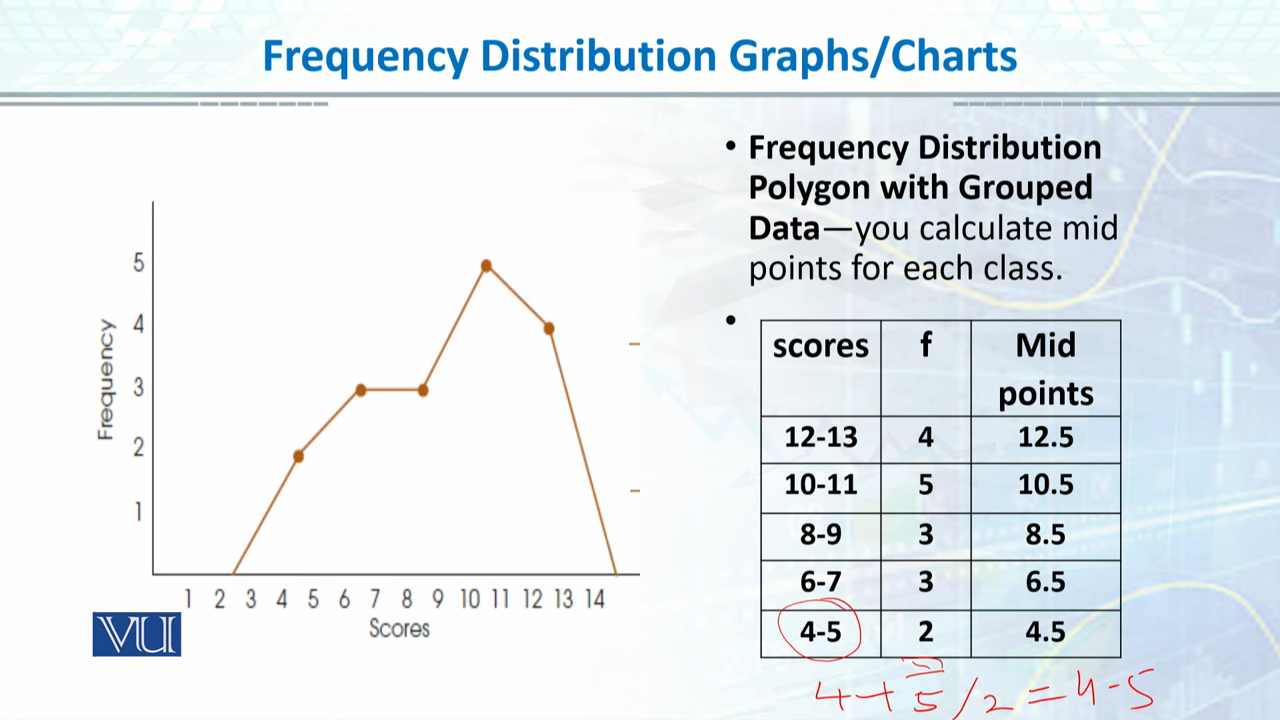 Frequency Distribution Graphs/Charts
• Frequency Distribution
Polygon with Grouped
Data—you calculate mid
points for each class.
•
scores f Mid points
12-13 4 12.5
10-11 5 10.5
8-9 3 8.5
6-7 3 6.5
4-5 2 4.5
4+5/2=4-5
Frequency
5
4
3
2
1
1 2 3 4 5 6 7 8 9 10 11 12 13 14
Scores
VU